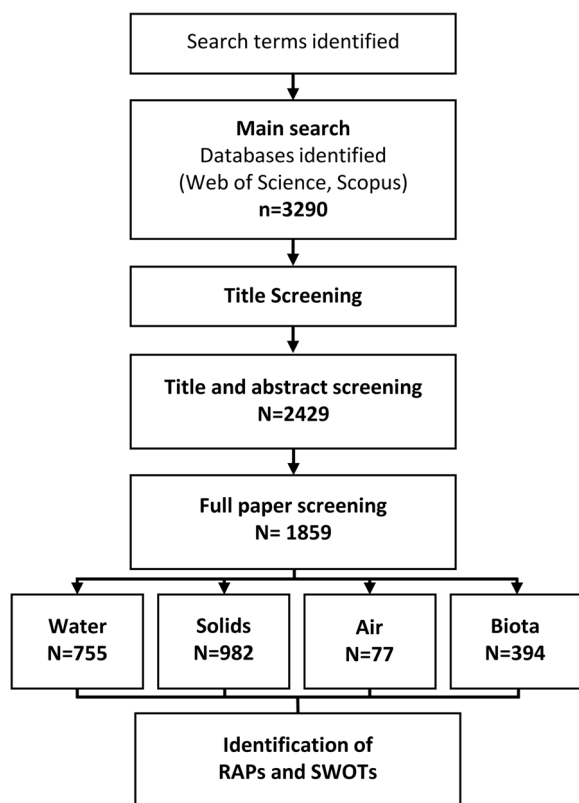 Search terms identified
Main search
Databases identified
(Web of Science, Scopus)
n=3290
Title Screening
Title and abstract screening
N=2429
Full paper screening
N= 1859
Water
N=755
Solids
N=982
Air
N=77
Biota
N=394
Identification of
RAPs and SWOTs